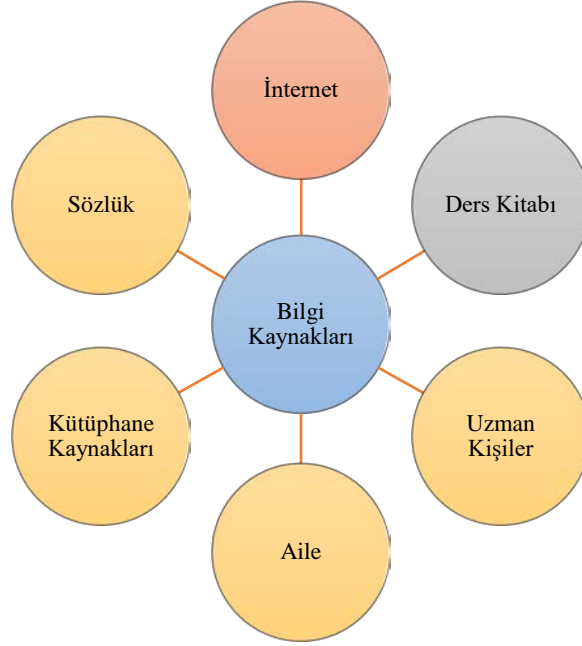 İnternet
Sözlük
Ders Kitabı
Bilgi
Kaynakları
Kütüphane
Kaynakları
Uzman
Kişiler
Aile